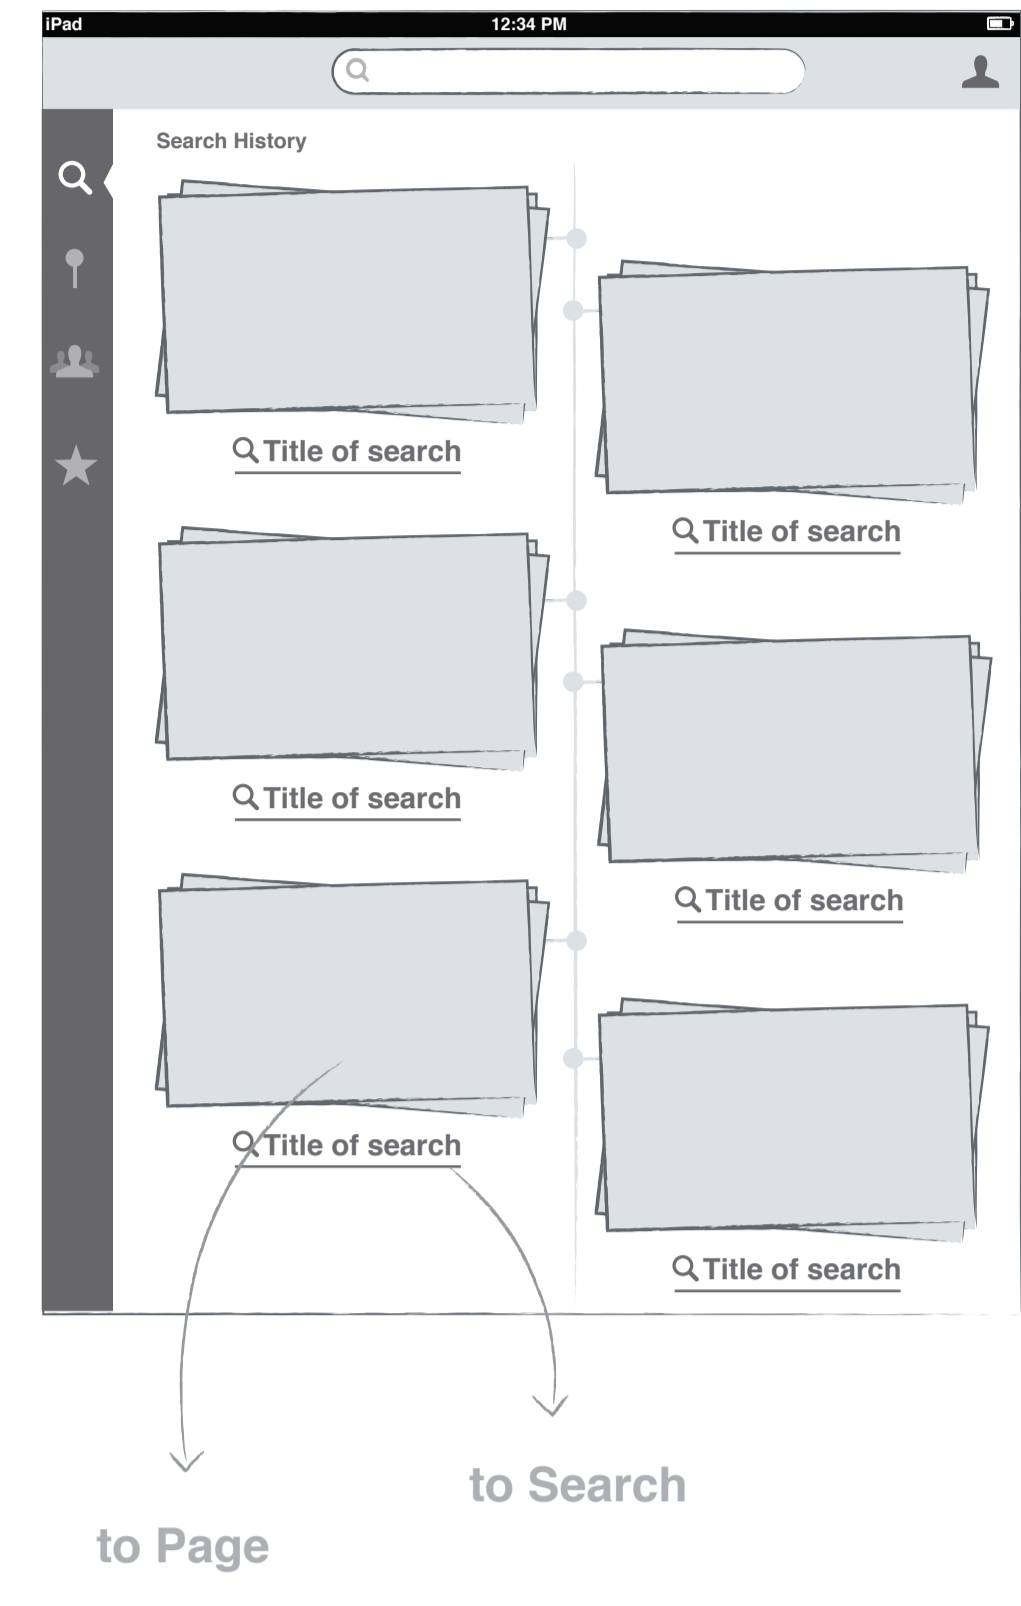 iPad 12:34 PM
Search History
Title of search
Title of search
Title of search
Title of search
Title of search
Title of search
to Search
to Page